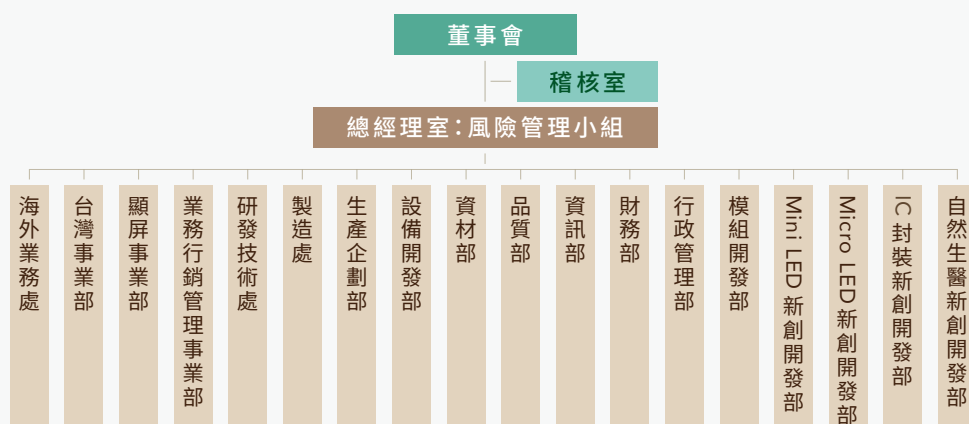 董事會
稽核室
總經理室：風險管理小組
海外業務處
台灣事業部
顯屏事業部
業務行銷管理事業部
研發技術處
製造處
生產企劃部
設備開發部
資材部
品質部
資訊部
財務部
行政管理部
模組開發部
Mini LED 新創開發部
Micro LED 新創開發部
IC 封裝新創開發部
自然生醫新創開發部